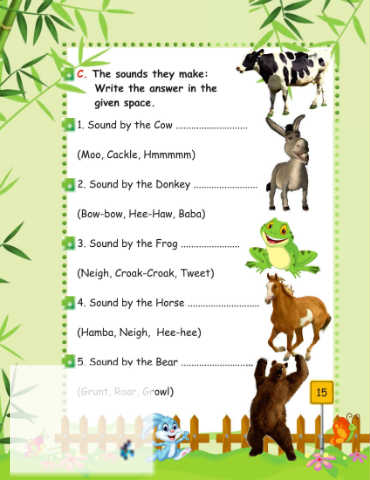 C. The sounds they make:
Write the answer in the
given space.
1. Sound by the Cow ............................
(Moo, Cackle, Hmmmmm)
2. Sound by the Donkey .........................
(Bow-bow, Hee-Haw, Baba)
3. Sound by the Frog .......................
(Neigh, Croak-Croak, Tweet)
4. Sound by the Horse ............................
(Hamba, Neigh, Hee-hee)
5. Sound by the Bear ............................
(Grunt, Roar, Growl)
15